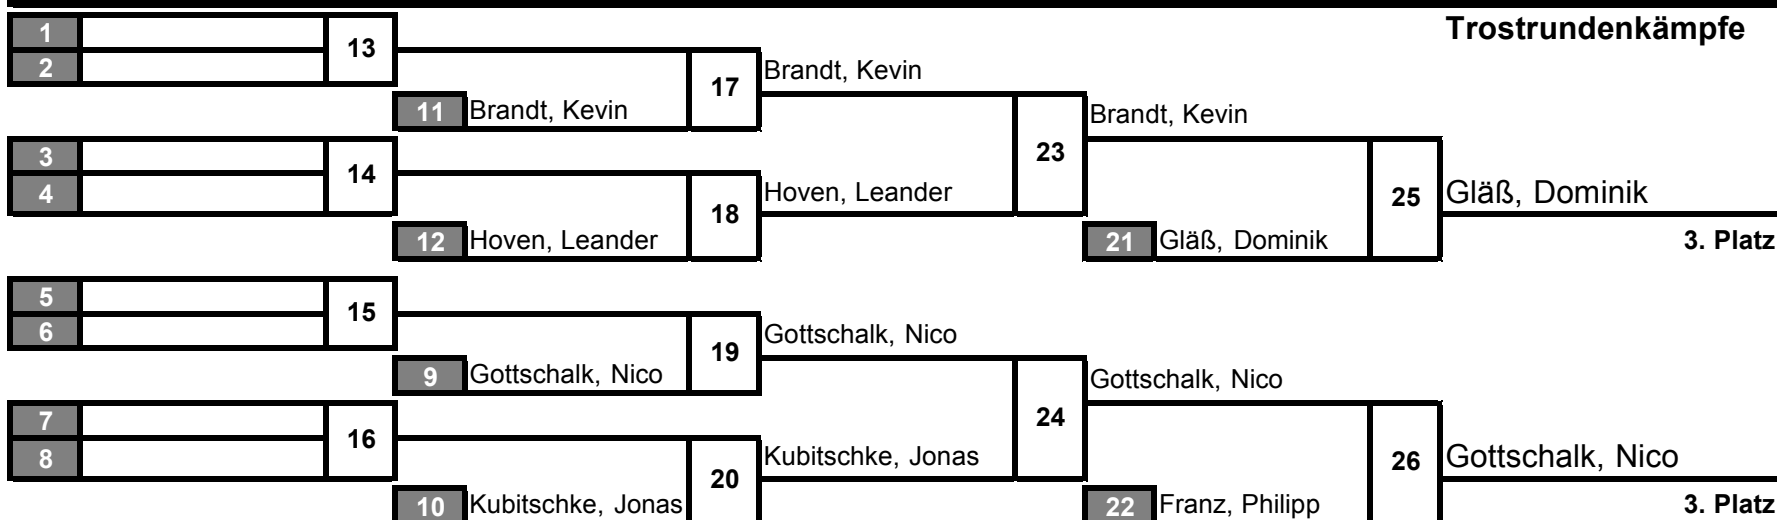 Trostrundenkämpfe
1
13
2
17
Brandt, Kevin
11 Brandt, Kevin
23
Brandt, Kevin
3
14
4
18
Hoven, Leander
25
Gläß, Dominik
12 Hoven, Leander
21 Gläß, Dominik
3. Platz
5
15
6
19
Gottschalk, Nico
9 Gottschalk, Nico
24
Gottschalk, Nico
7
16
8
20
Kubitschke, Jonas
26
Gottschalk, Nico
10 Kubitschke, Jonas
22 Franz, Philipp
3. Platz